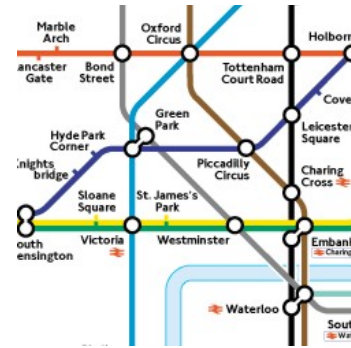 Marble
Arch
Oxford
Circus
Holborn
ancaster
Gate
Bond
Street
Tottenham
Court Road
Green
Park
Cove
Hyde Park
Corner
Leicester
Square
nights
bridge
Piccadilly
Circus
Charing
Cross
Sloane
Square
St. James's
Park
outh
ensington
Victoria
Westminster
Embank
Charing
Waterloo
Sout
Wat